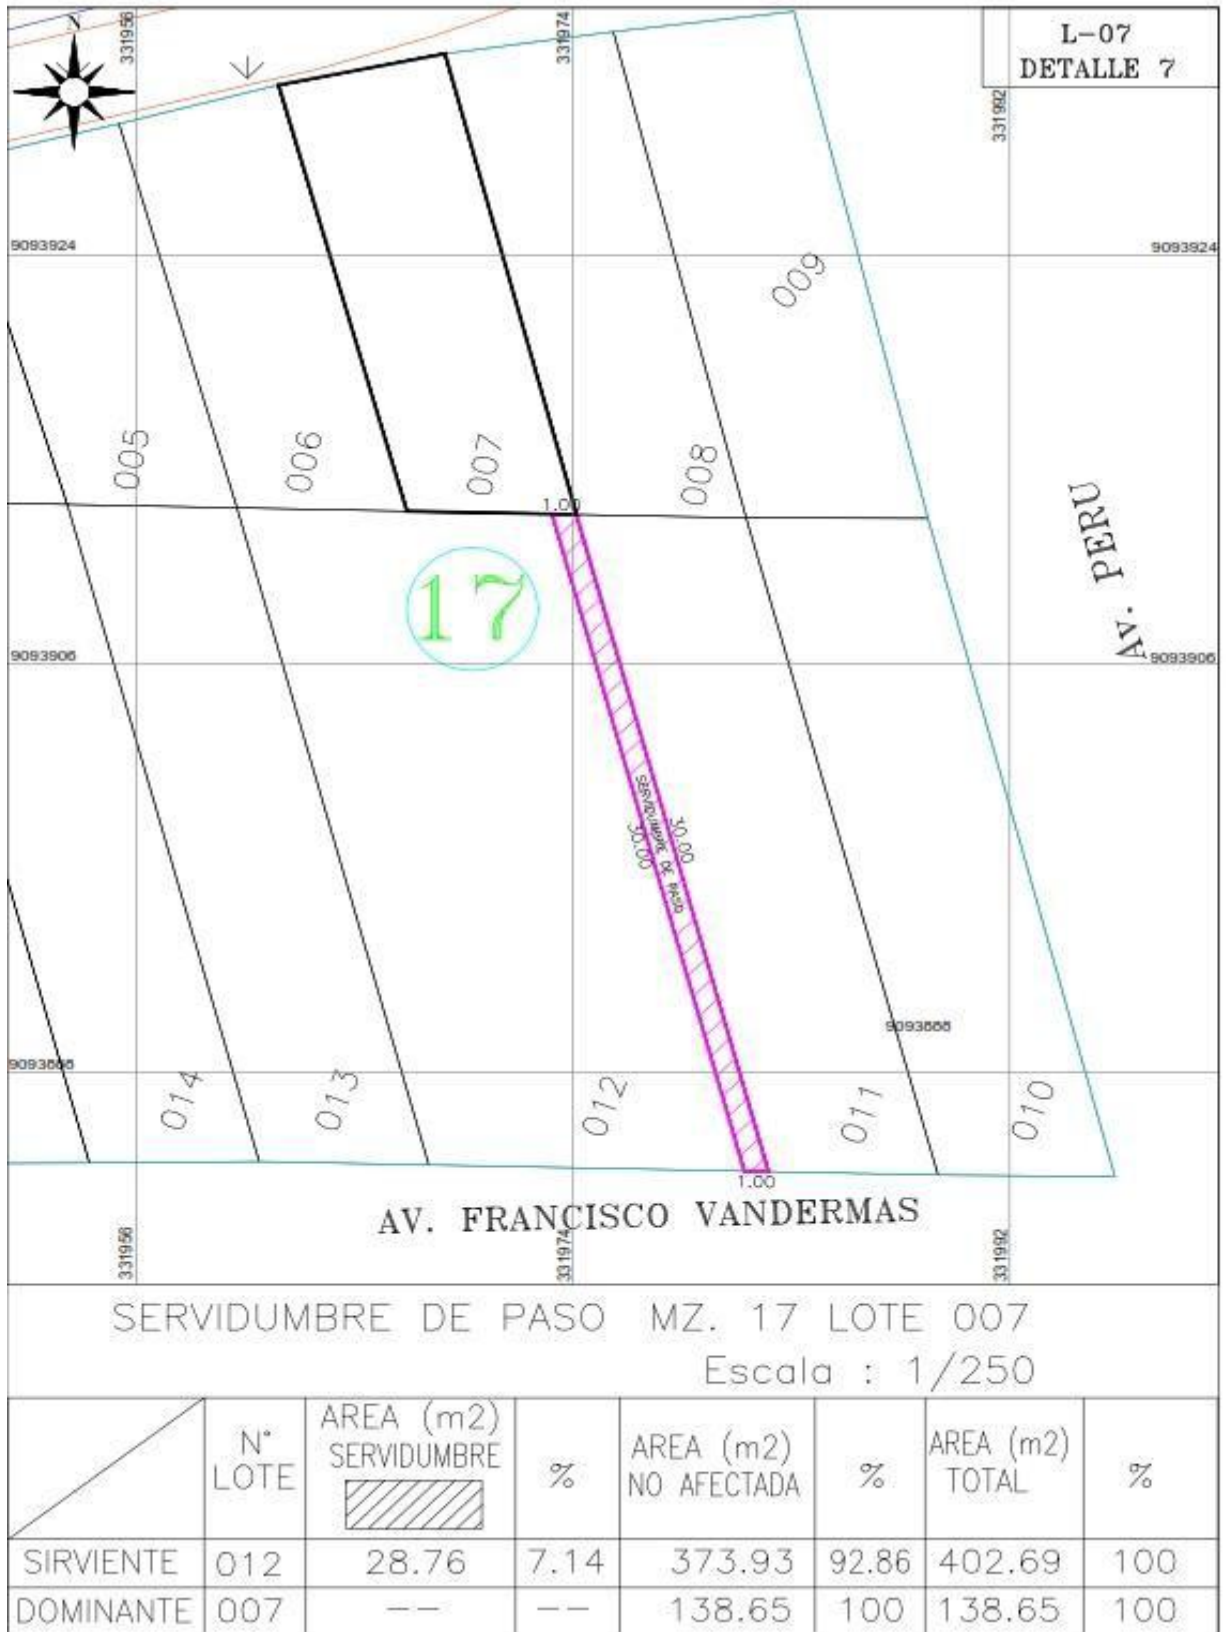 N
331956
331974
L-07
DETALLE 7
331992
9093924
9093924
009
005
006
007
008
1.00
AV. PERU
17
9093906
9093906
SERVIDUMBRE DE PASO
30.00
30.00
9093888
9093888
014
013
012
011
010
1.00
AV. FRANCISCO VANDERMAS
331956
331974
331992
SERVIDUMBRE DE PASO MZ. 17 LOTE 007
Escala : 1/250
N° LOTE
AREA (m2) SERVIDUMBRE
%
AREA (m2) NO AFECTADA
%
AREA (m2) TOTAL
%
SIRVIENTE 012 28.76 7.14 373.93 92.86 402.69 100
DOMINANTE 007 -- -- 138.65 100 138.65 100